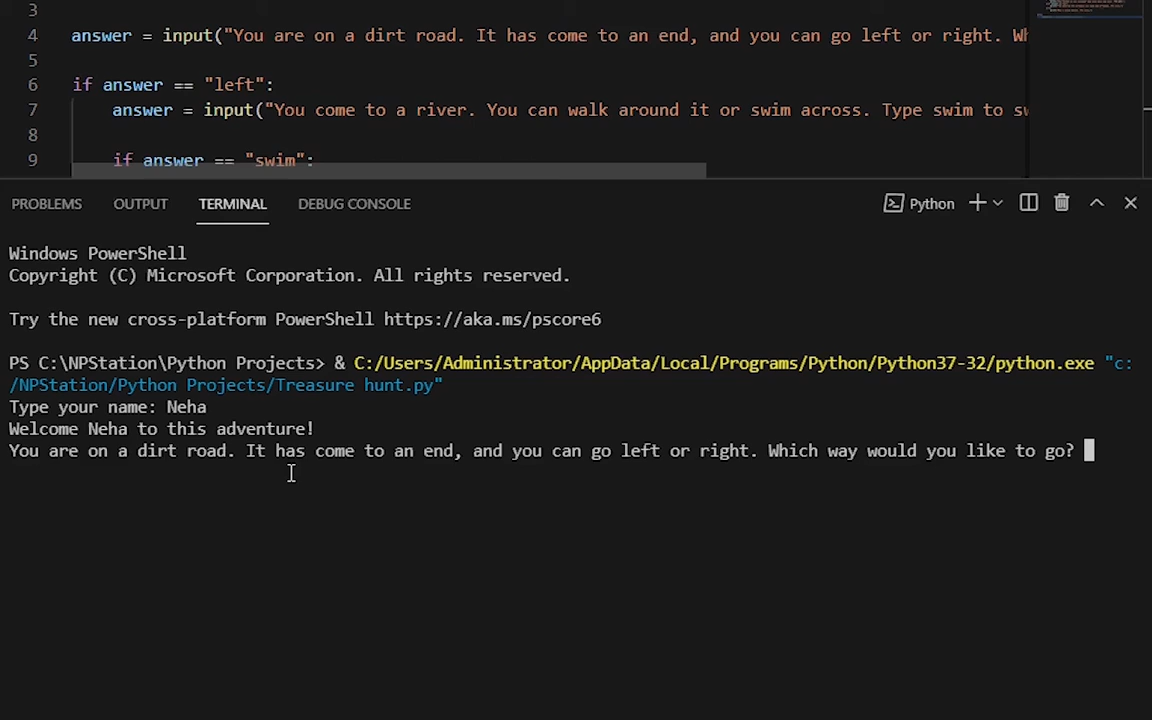 3
4 answer = input("You are on a dirt road. It has come to an end, and you can go left or right.
5
6 if answer == "left":
7 answer = input("You come to a river. You can walk around it or swim across. Type swim to
8
9 if answer == "swim":
PROBLEMS OUTPUT TERMINAL DEBUG CONSOLE Python
Windows PowerShell
Copyright (C) Microsoft Corporation. All rights reserved.
Try the new cross-platform PowerShell https://aka.ms/pscore6
PS C:\NPStation\Python Projects> & C:/Users/Administrator/AppData/Local/Programs/Python/Python37-32/python.exe "c:
/NPStation/Python Projects/Treasure hunt.py"
Type your name: Neha
Welcome Neha to this adventure!
You are on a dirt road. It has come to an end, and you can go left or right. Which way would you like to go?